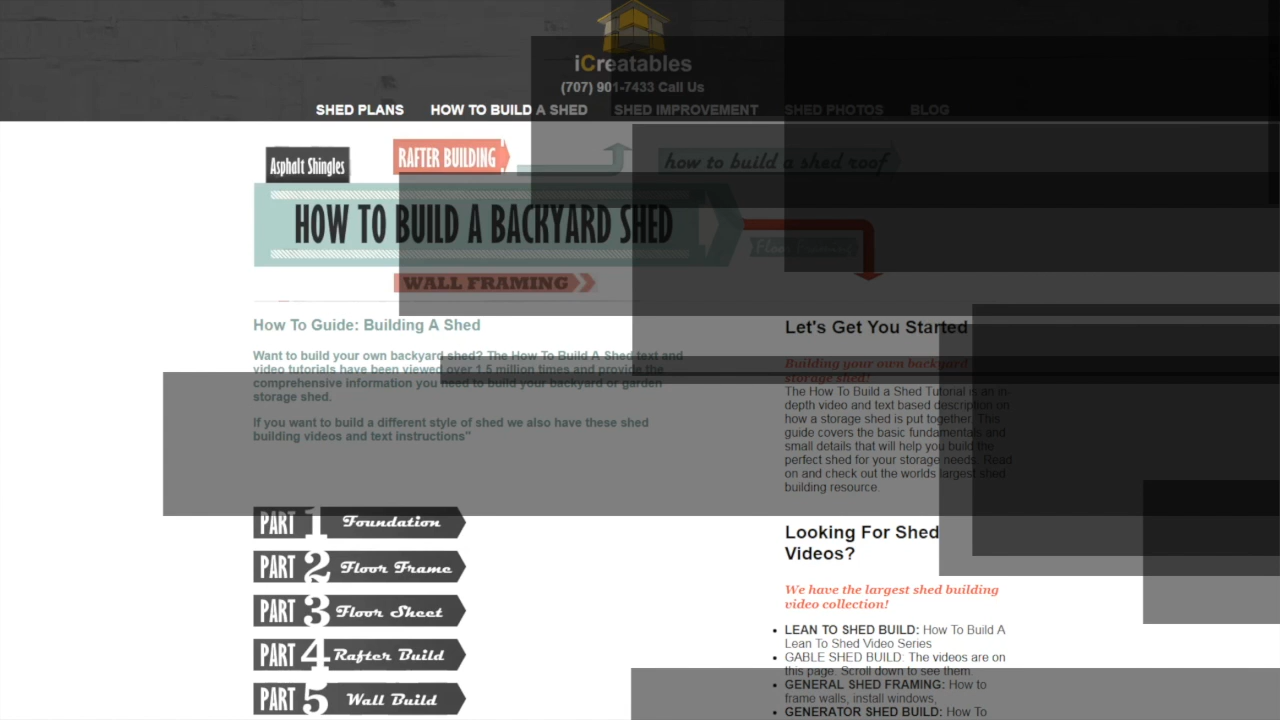 iCreatables
(707) 901-7433 Call Us
SHED PLANS HOW TO BUILD A SHED SHED IMPROVEMENT SHED PHOTOS BLOG
Asphalt Shingles
RAFTER BUILDING
how to build a shed roof
HOW TO BUILD A BACKYARD SHED
Floor Framing
WALL FRAMING
How To Guide: Building A Shed
Want to build your own backyard shed? The How To Build A Shed text and
video tutorials have been viewed over 1.5 million times and provide the
comprehensive information you need to build your backyard or garden
storage shed.
If you want to build a different style of shed we also have these shed
building videos and text instructions"
PART 1 Foundation
PART 2 Floor Frame
PART 3 Floor Sheet
PART 4 Rafter Build
PART 5 Wall Build
Let's Get You Started
Building your own backyard
storage shed!
The How To Build a Shed Tutorial is an in-
depth video and text based description on
how a storage shed is put together. This
guide covers the basic fundamentals and
small details that will help you build the
perfect shed for your storage needs. Read
on and check out the worlds largest shed
building resource.
Looking For Shed
Videos?
We have the largest shed building
video collection!
LEAN TO SHED BUILD: How To Build A
Lean To Shed Video Series
GABLE SHED BUILD: The videos are on
this page. Scroll down to see them.
GENERAL SHED FRAMING: How to
frame walls, install windows,
GENERATOR SHED BUILD: How To